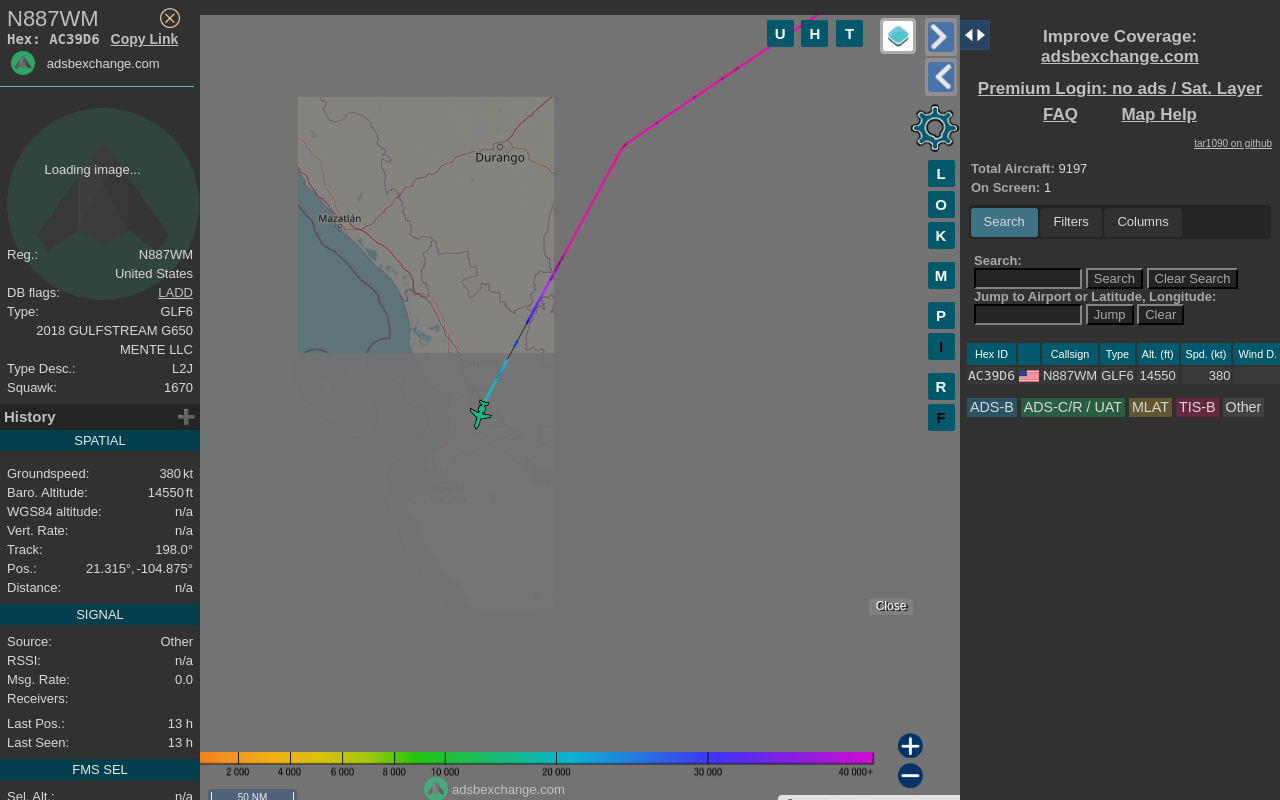 N887WM
Hex: AC39D6 Copy Link
adsbexchange.com
Loading image...
Reg.: N887WM
United States
DB flags: LADD
Type: GLF6
2018 GULFSTREAM G650
MENTE LLC
Type Desc.: L2J
Squawk: 1670
History
SPATIAL
Groundspeed: 380 kt
Baro. Altitude: 14550 ft
WGS84 altitude: n/a
Vert. Rate: n/a
Track: 198.0°
Pos.: 21.315°, -104.875°
Distance: n/a
SIGNAL
Source: Other
RSSI: n/a
Msg. Rate: 0.0
Receivers:
Last Pos.: 13 h
Last Seen: 13 h
FMS SEL
Sel. Alt.: n/a
U H T
Durango
Mazatlán
Puerto
Vallarta
L
O
K
M
P
I
R
F
Close
2 000 4 000 6 000 8 000 10 000 20 000 30 000 40 000+
adsbexchange.com
50 NM
Improve Coverage:
adsbexchange.com
Premium Login: no ads / Sat. Layer
FAQ Map Help
tar1090 on github
Total Aircraft: 9197
On Screen: 1
Search Filters Columns
Search:
Search Clear Search
Jump to Airport or Latitude, Longitude:
Jump Clear
Hex ID Callsign Type Alt. (ft) Spd. (kt) Wind D.
AC39D6 N887WM GLF6 14550 380
ADS-B ADS-C/R / UAT MLAT TIS-B Other